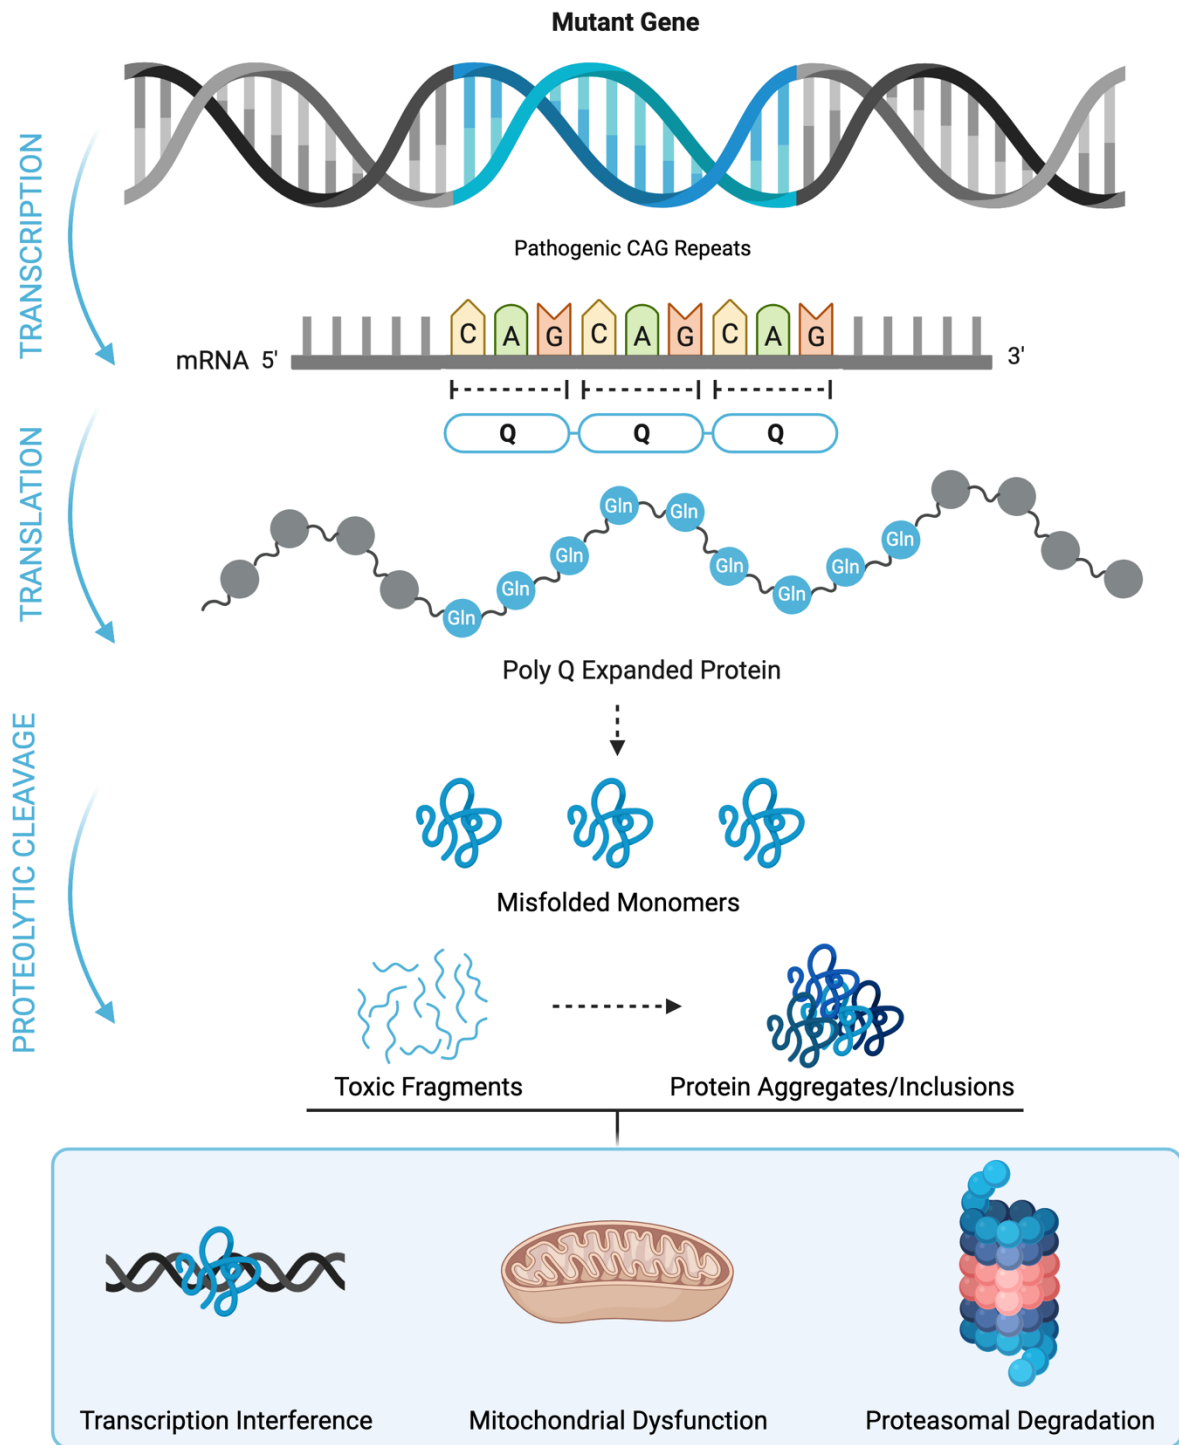 Mutant Gene
TRANSCRIPTION
Pathogenic CAG Repeats
C A G C A G C A G
mRNA 5' 3'
Q Q Q
TRANSLATION
Gln Gln Gln Gln Gln Gln Gln Gln Gln
Poly Q Expanded Protein
PROTEOLYTIC CLEAVAGE
Misfolded Monomers
Toxic Fragments Protein Aggregates/Inclusions
Transcription Interference Mitochondrial Dysfunction Proteasomal Degradation